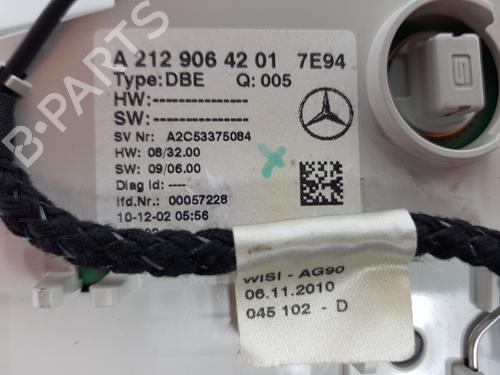 A 212 906 42 01 7E94
Type: DBE Q: 005
HW: ----------------
SW: ----------------
SV Nr: A2C53375084
HW: 08/32.00
SW: 09/06.00
Diag Id: ----
lfd.Nr.: 00057228
10-12-02 05:56
WISI - AG90
06.11.2010
045 102 - D
B-PARTS